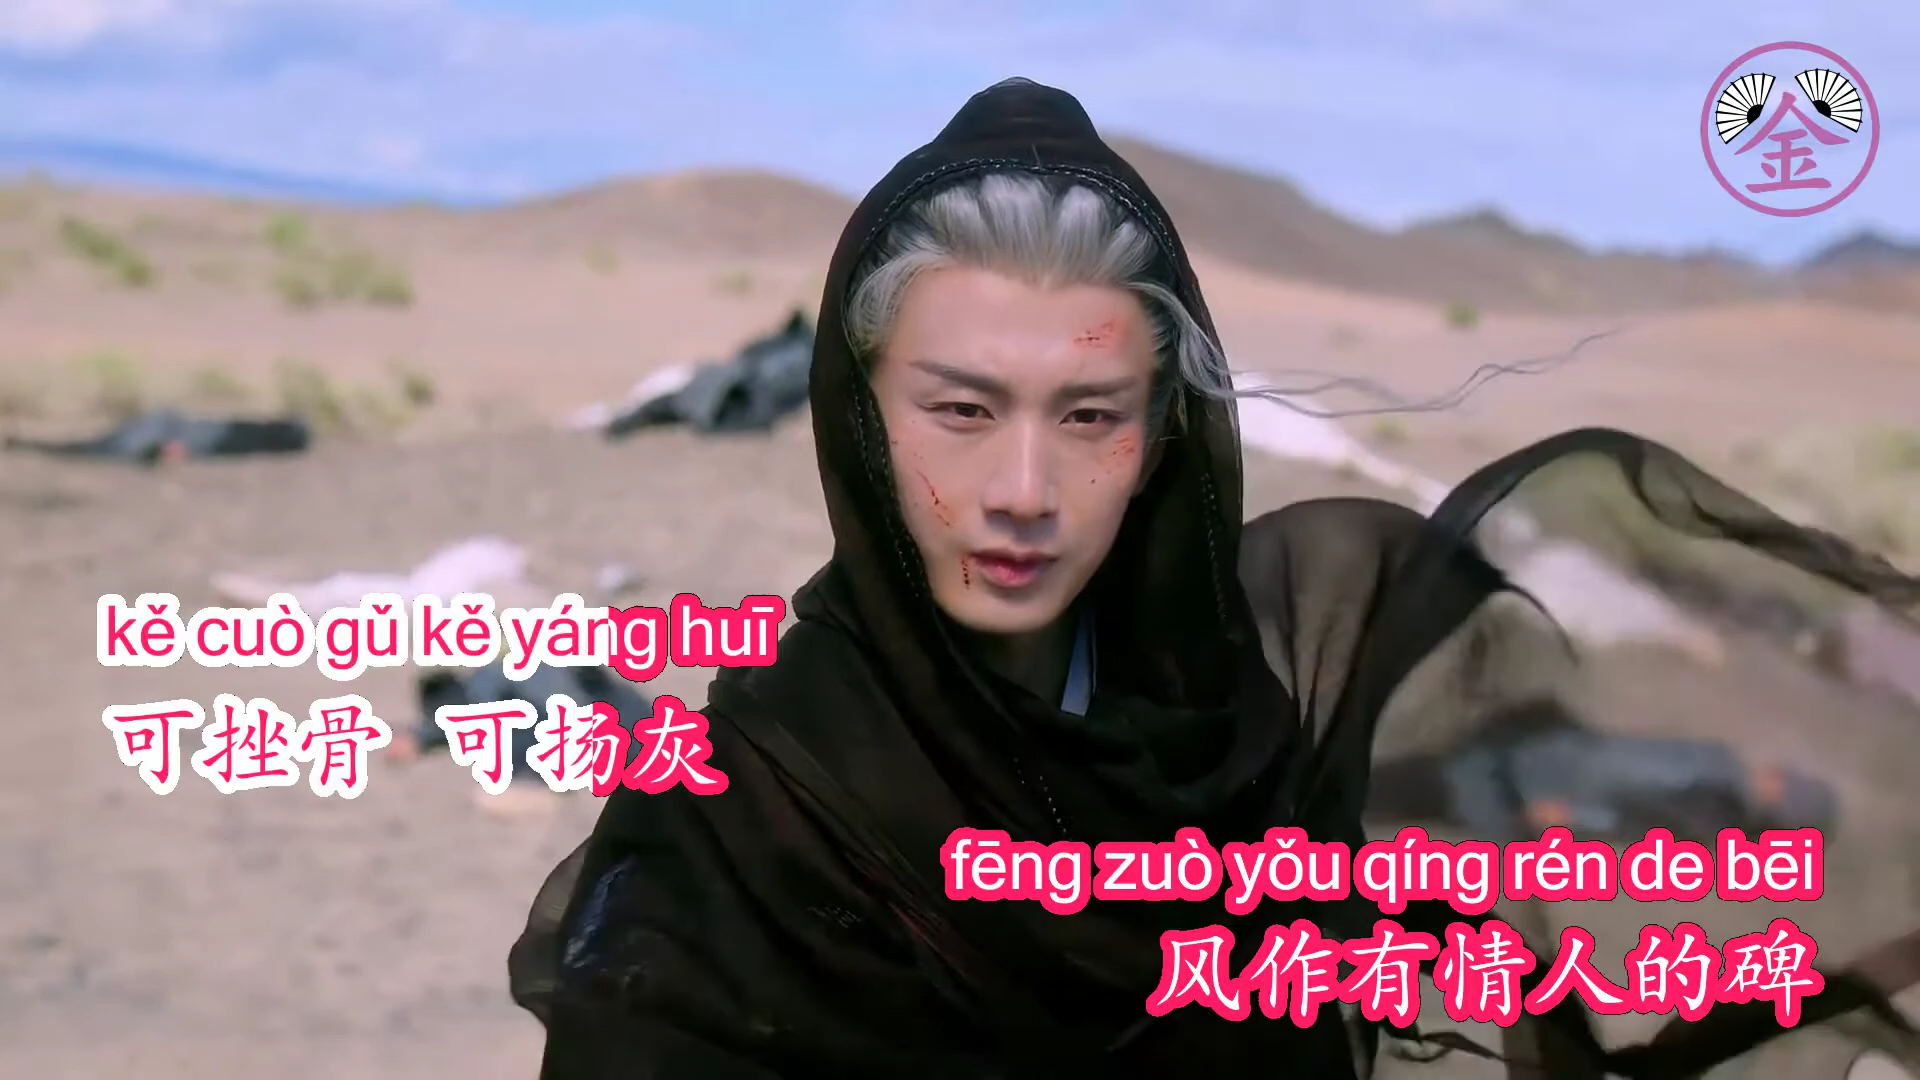 金
kě cuò gǔ kě yáng huī
可挫骨 可扬灰
fēng zuò yǒu qíng rén de bēi
风作有情人的碑